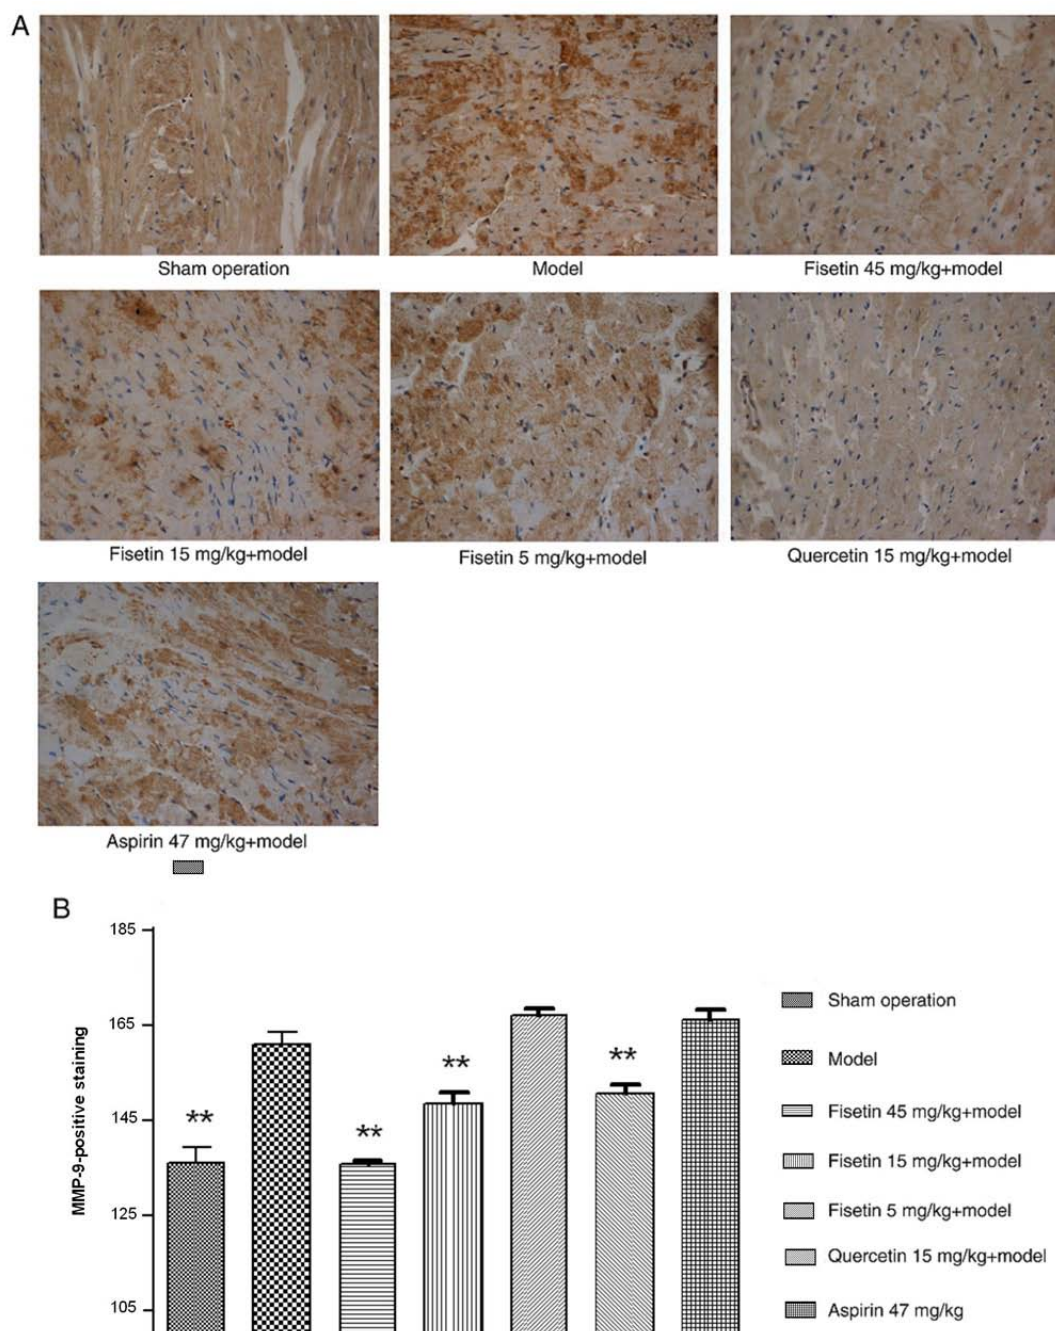 A
Sham operation
Model
Fisetin 45 mg/kg+model
Fisetin 15 mg/kg+model
Fisetin 5 mg/kg+model
Quercetin 15 mg/kg+model
Aspirin 47 mg/kg+model
B
MMP-9-positive staining
185
165
145
125
105
**
**
**
**
Sham operation
Model
Fisetin 45 mg/kg+model
Fisetin 15 mg/kg+model
Fisetin 5 mg/kg+model
Quercetin 15 mg/kg+model
Aspirin 47 mg/kg